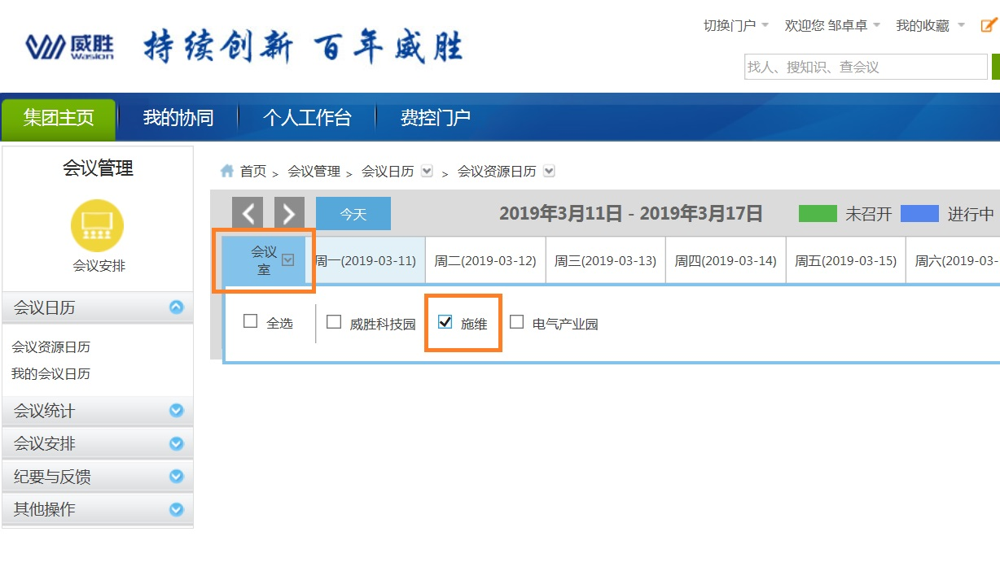 切换门户 欢迎您 邹卓卓 我的收藏
威胜
Wasion
持续创新 百年威胜
找人、搜知识、查会议
集团主页 我的协同 个人工作台 费控门户
会议管理
会议安排
会议日历
会议资源日历
我的会议日历
会议统计
会议安排
纪要与反馈
其他操作
首页 > 会议管理 > 会议日历 > 会议资源日历
今天 2019年3月11日 - 2019年3月17日 未召开 进行中
会议室 周一(2019-03-11) 周二(2019-03-12) 周三(2019-03-13) 周四(2019-03-14) 周五(2019-03-15) 周六(2019-03-
全选 威胜科技园 施维 电气产业园